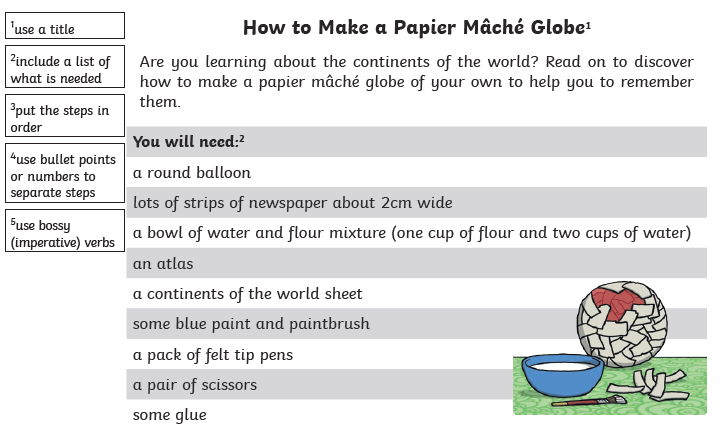 ¹use a title
²include a list of
what is needed
³put the steps in
order
⁴use bullet points
or numbers to
separate steps
⁵use bossy
(imperative) verbs
How to Make a Papier Mâché Globe¹
Are you learning about the continents of the world? Read on to discover
how to make a papier mâché globe of your own to help you to remember
them.
You will need:²
a round balloon
lots of strips of newspaper about 2cm wide
a bowl of water and flour mixture (one cup of flour and two cups of water)
an atlas
a continents of the world sheet
some blue paint and paintbrush
a pack of felt tip pens
a pair of scissors
some glue